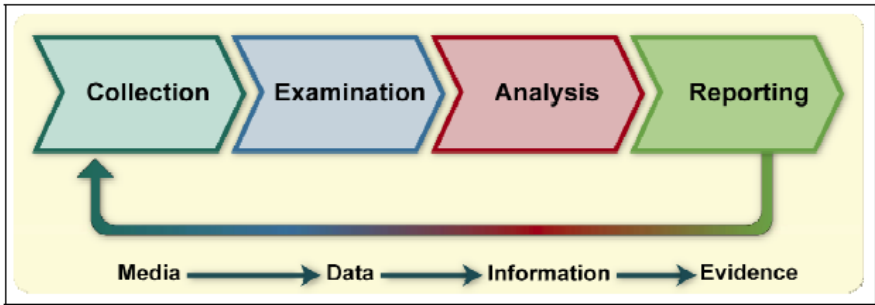 Collection Examination Analysis Reporting
Media Data Information Evidence